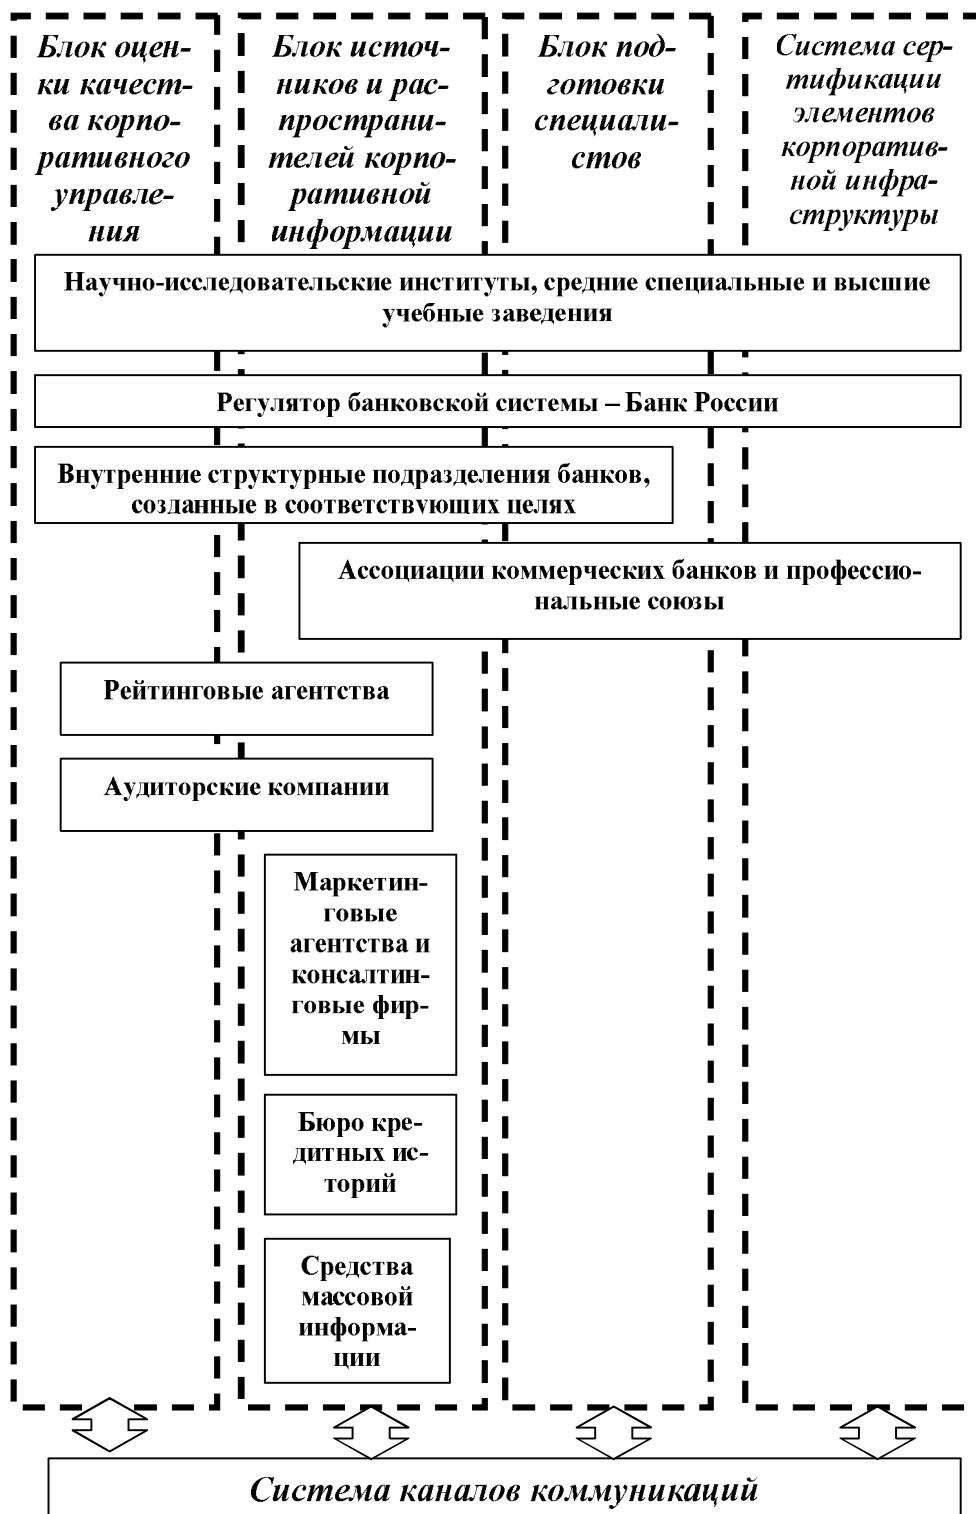 Блок оцен-
ки качест-
ва корпо-
ративного
управле-
ния
Блок источ-
ников и рас-
пространи-
телей корпо-
ративной
информации
Блок под-
готовки
специали-
стов
Система сер-
тификации
элементов
корпоратив-
ной инфра-
структуры
Научно-исследовательские институты, средние специальные и высшие
учебные заведения
Регулятор банковской системы – Банк России
Внутренние структурные подразделения банков,
созданные в соответствующих целях
Ассоциации коммерческих банков и профессио-
нальные союзы
Рейтинговые агентства
Аудиторские компании
Маркетин-
говые
агентства и
консалтин-
говые фир-
мы
Бюро кре-
дитных ис-
торий
Средства
массовой
информа-
ции
Система каналов коммуникаций